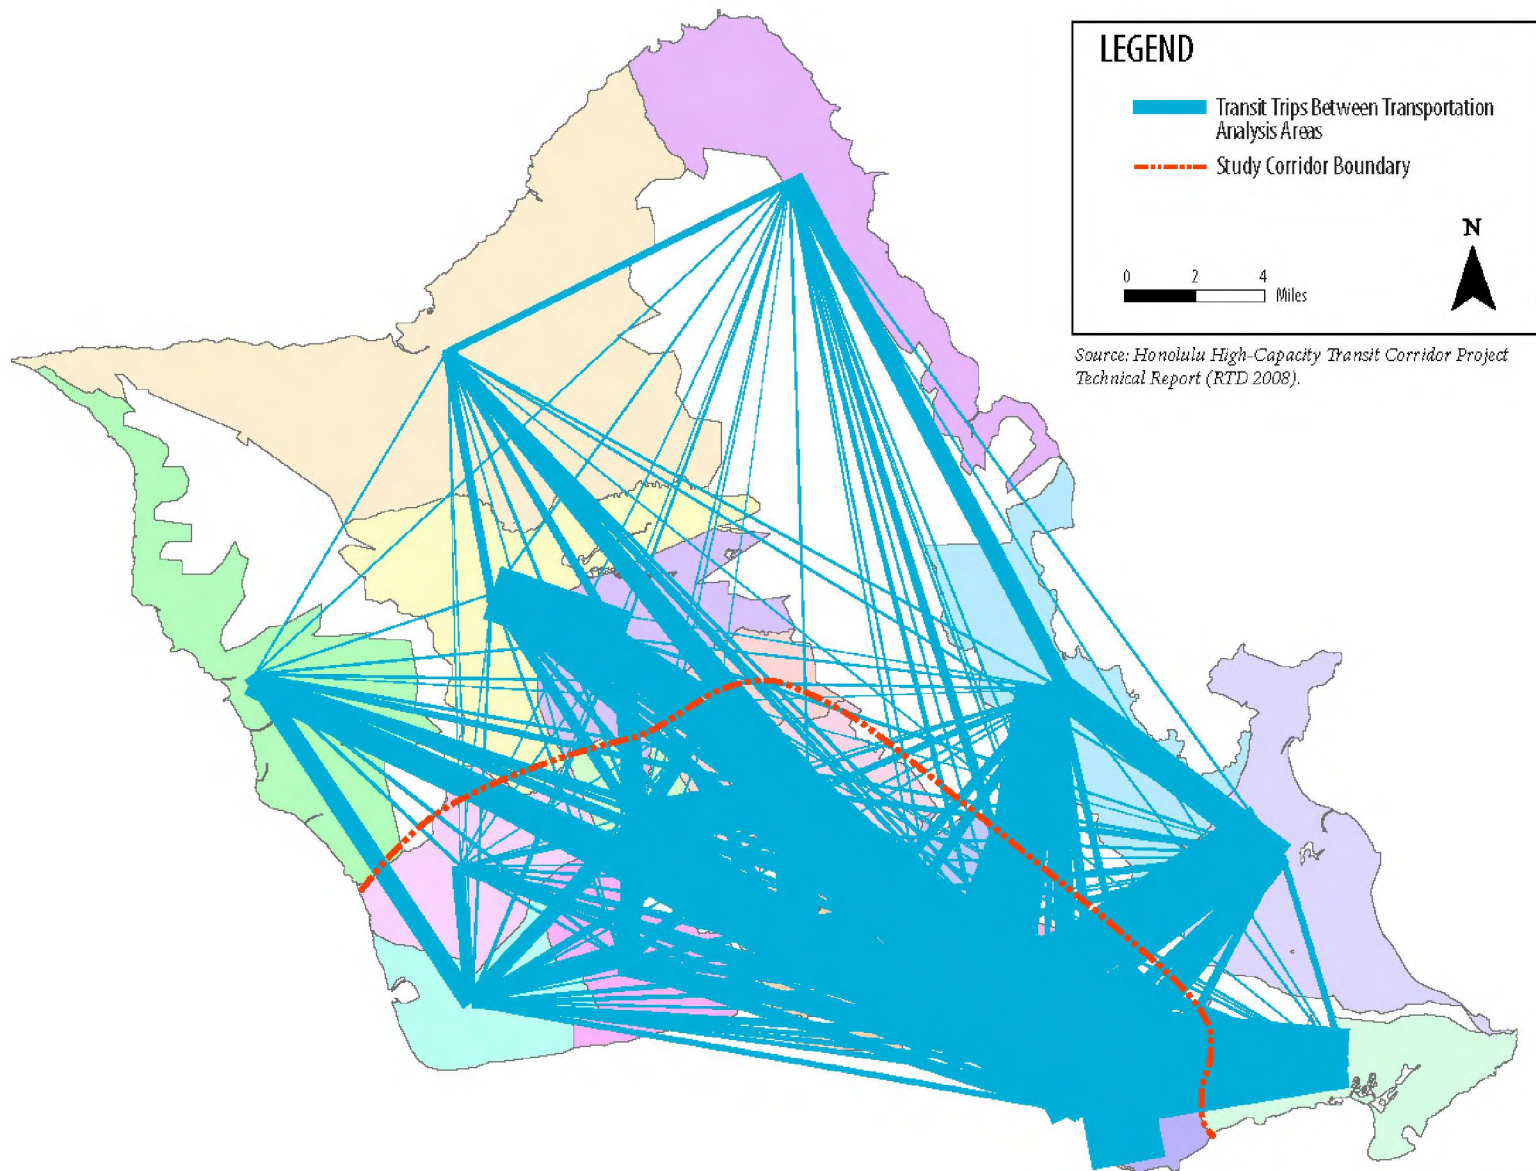 LEGEND
Transit Trips Between Transportation
Analysis Areas
Study Corridor Boundary
N
0 2 4
Miles
Source: Honolulu High-Capacity Transit Corridor Project
Technical Report (RTD 2008).